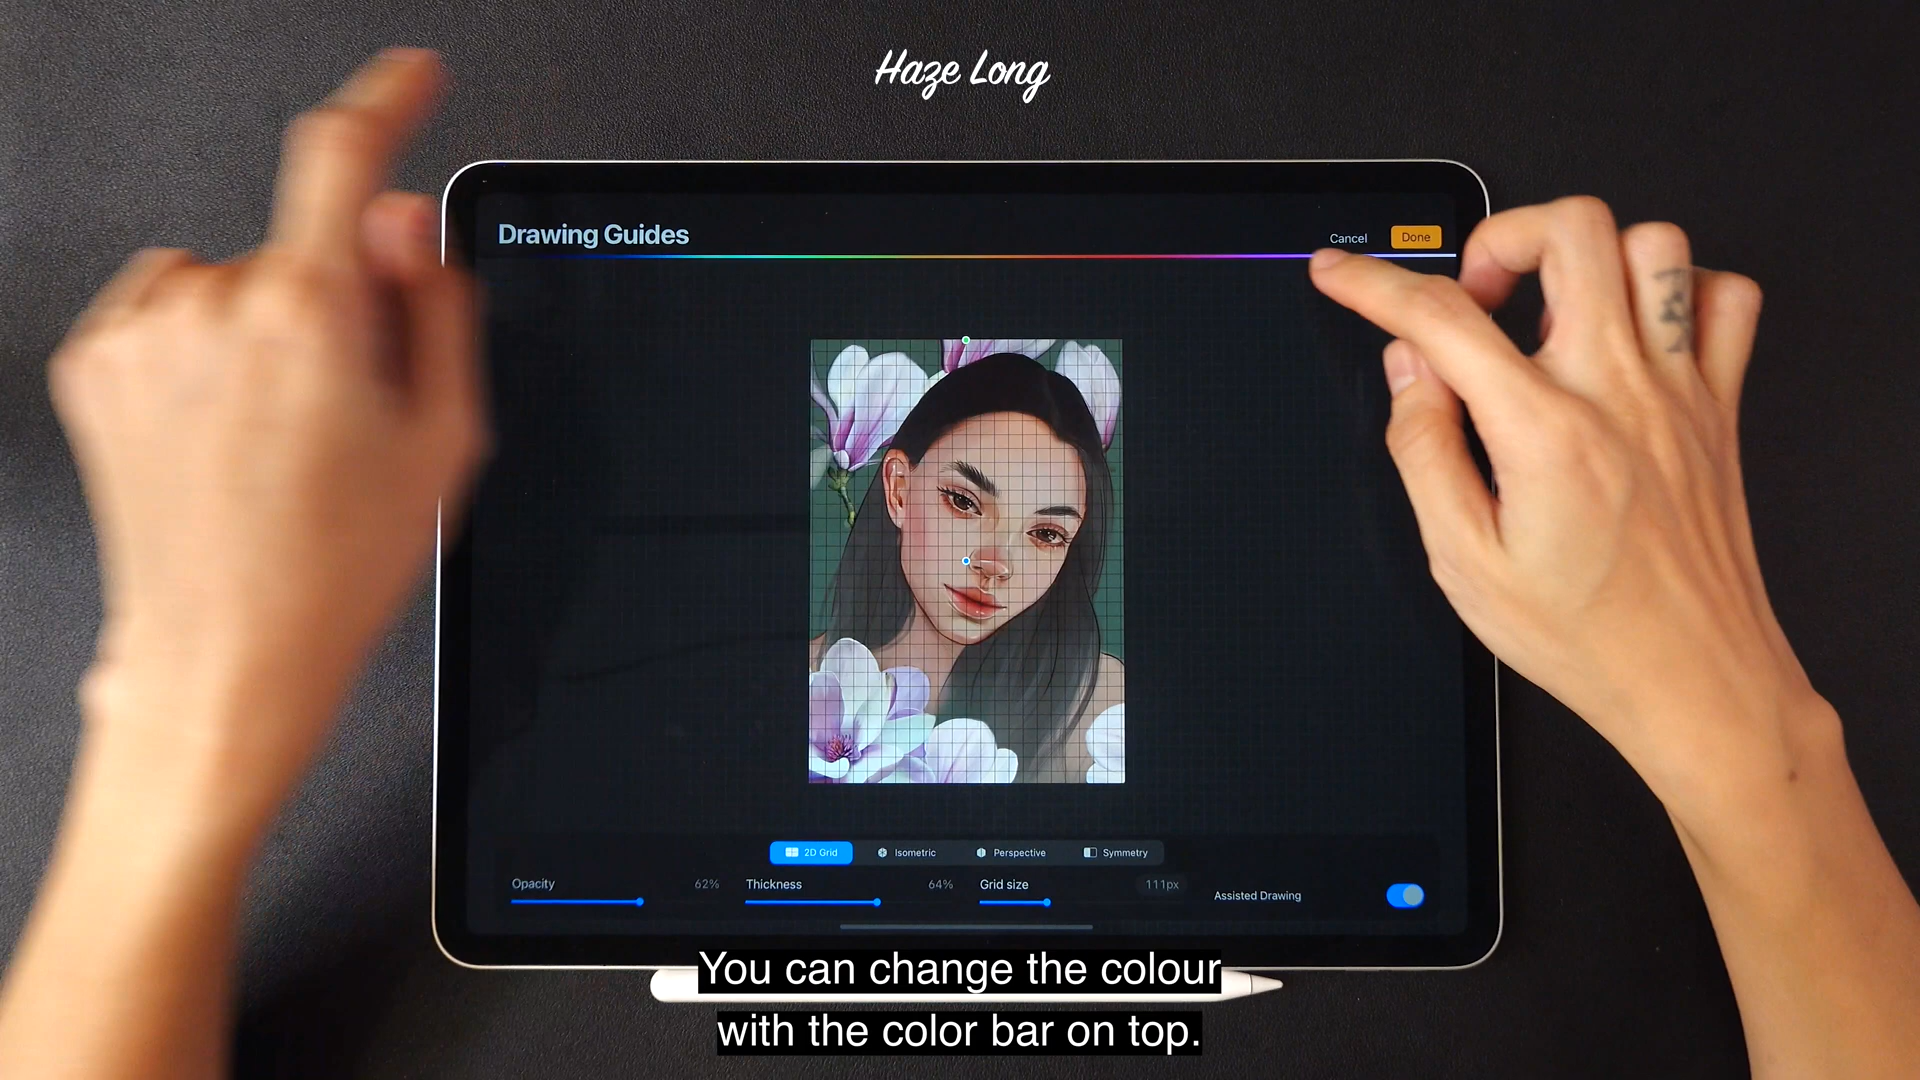 Haze Long
Drawing Guides
Cancel
Done
2D Grid
Isometric
Perspective
Symmetry
Opacity
62%
Thickness
64%
Grid size
111px
Assisted Drawing
You can change the colour
with the color bar on top.